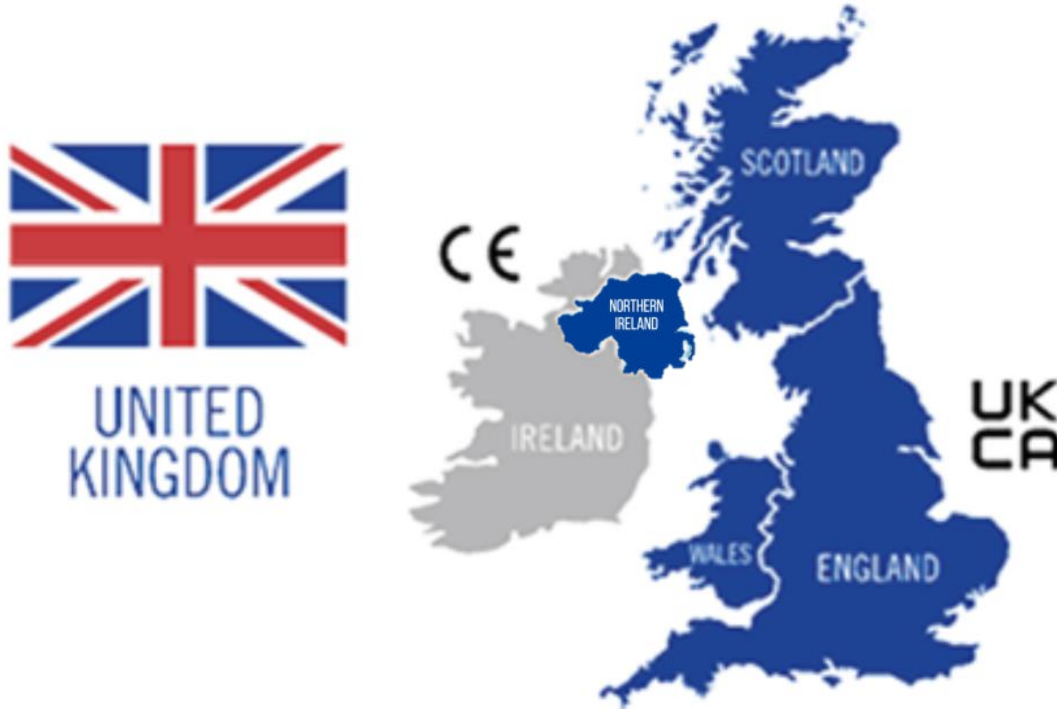 UNITED
KINGDOM
CE
SCOTLAND
NORTHERN
IRELAND
IRELAND
WALES
ENGLAND
UK
CA